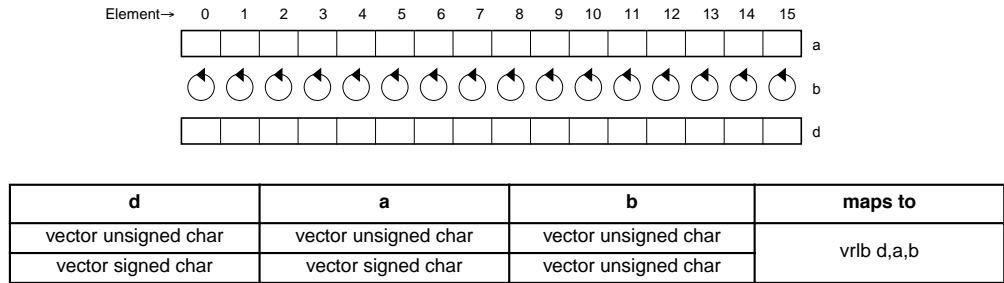 Element→ 0 1 2 3 4 5 6 7 8 9 10 11 12 13 14 15
a
b
d
d a b maps to
vector unsigned char vector unsigned char vector unsigned char vrlb d,a,b
vector signed char vector signed char vector unsigned char